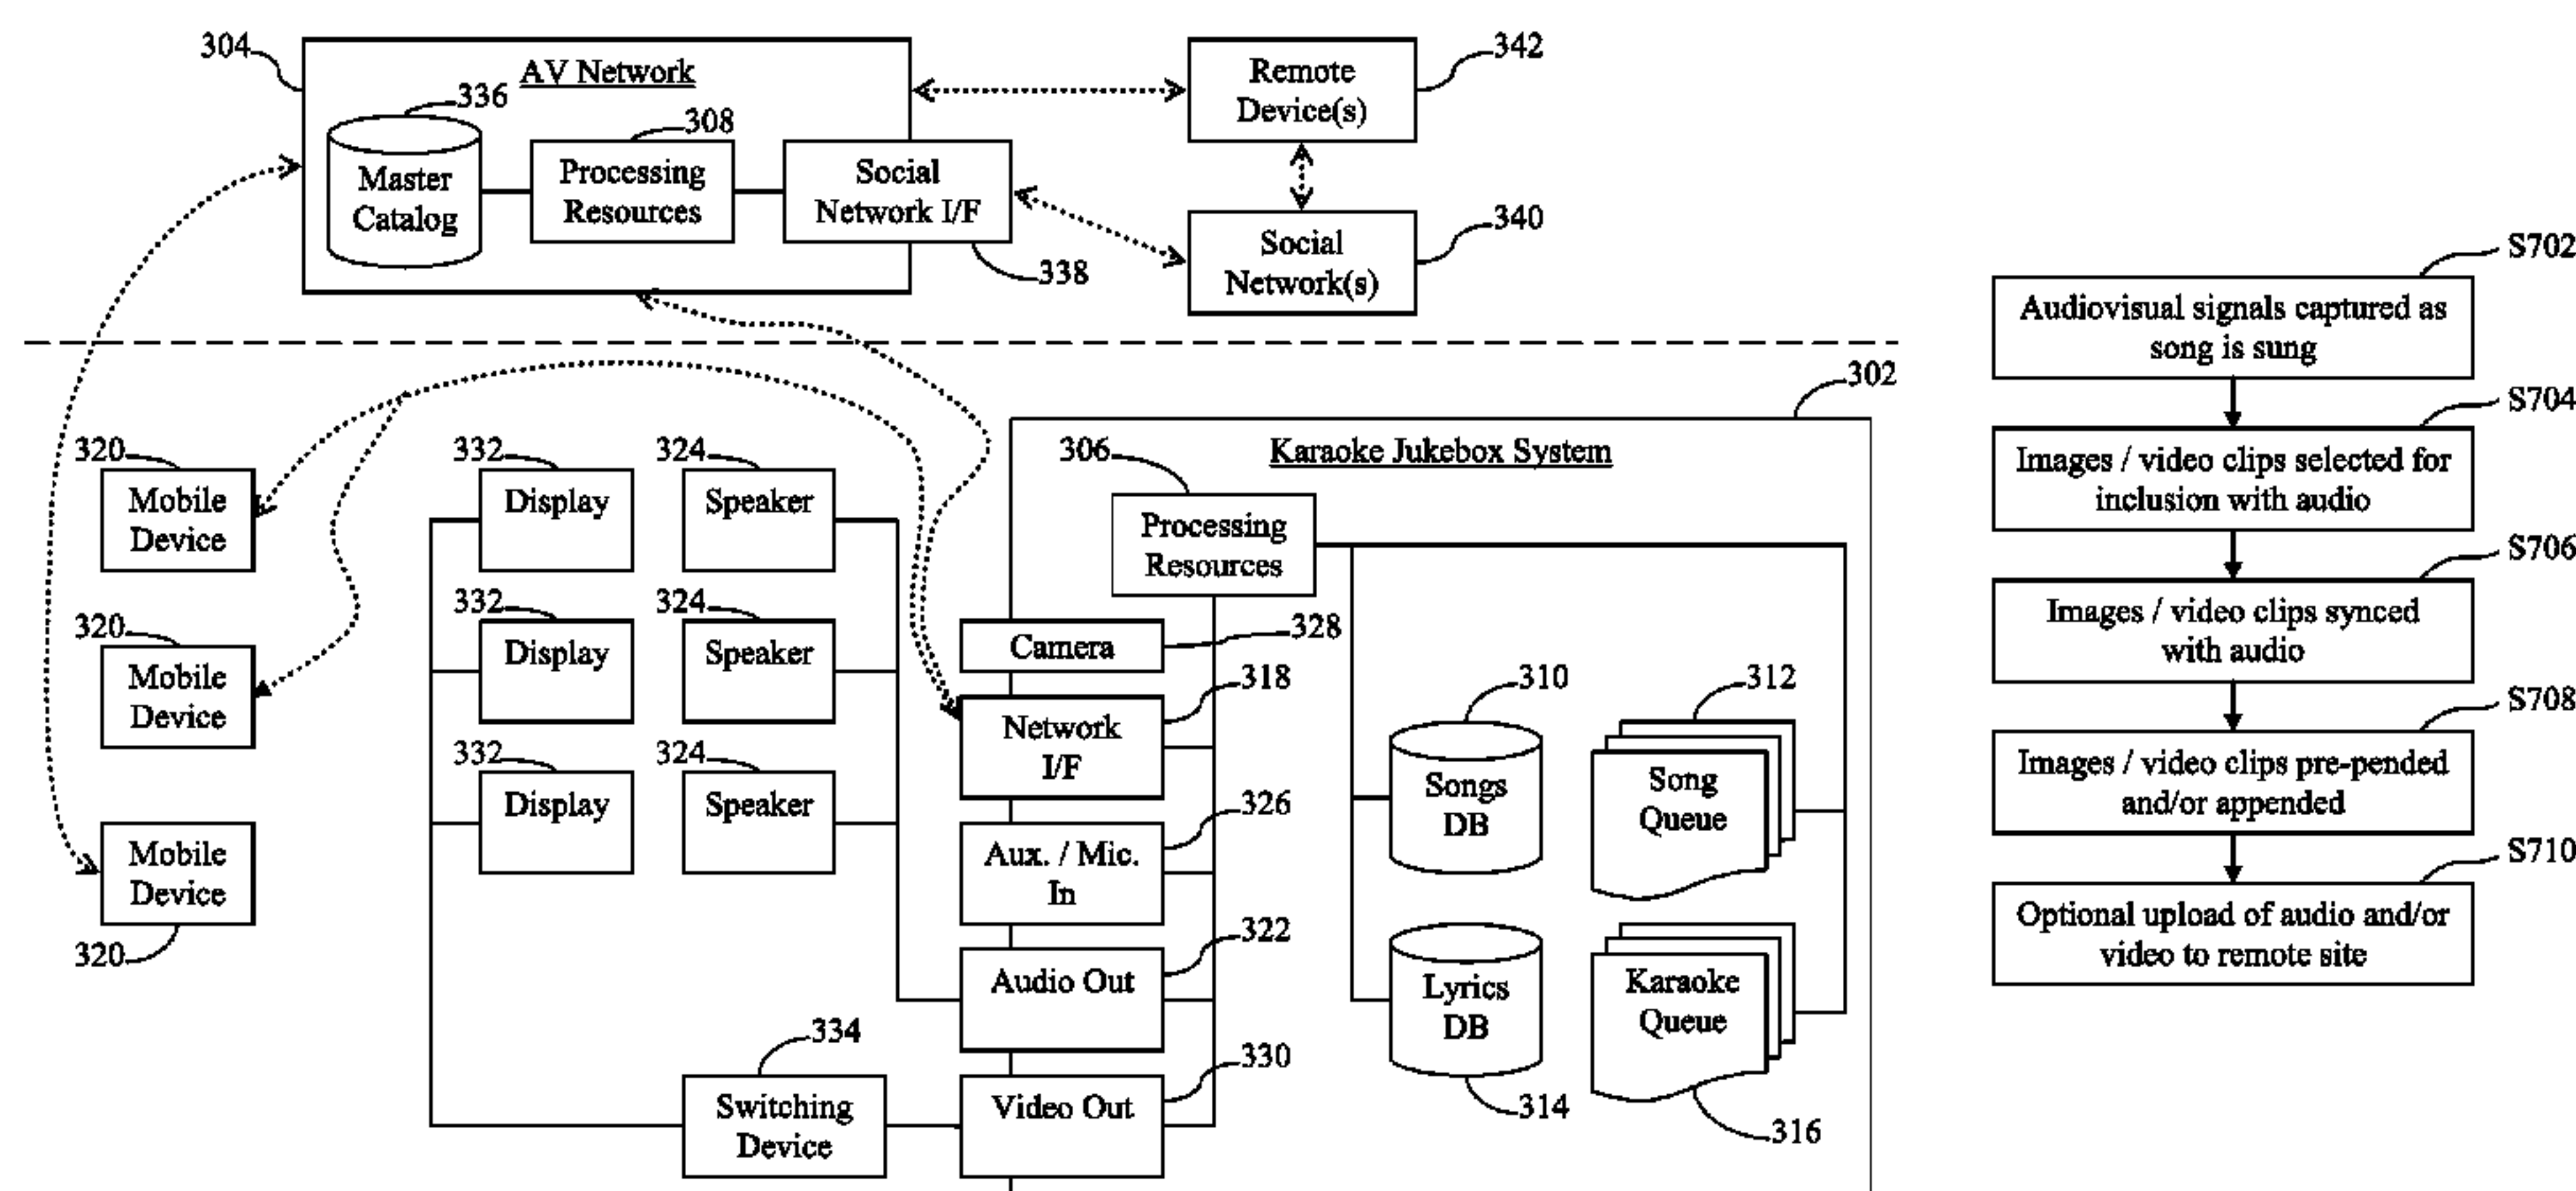 304
AV Network
336
Master
Catalog
308
Processing
Resources
Social
Network I/F
338
342
Remote
Device(s)
340
Social
Network(s)
302
Karaoke Jukebox System
306
Processing
Resources
320
Mobile
Device
320
Mobile
Device
Mobile
Device
320
332
Display
332
Display
332
Display
324
Speaker
324
Speaker
324
Speaker
334
Switching
Device
Camera
328
318
Network
I/F
326
Aux. / Mic.
In
322
Audio Out
330
Video Out
310
Songs
DB
312
Song
Queue
Lyrics
DB
314
Karaoke
Queue
316
S702
Audiovisual signals captured as
song is sung
S704
Images / video clips selected for
inclusion with audio
S706
Images / video clips synced
with audio
S708
Images / video clips pre-pended
and/or appended
S710
Optional upload of audio and/or
video to remote site